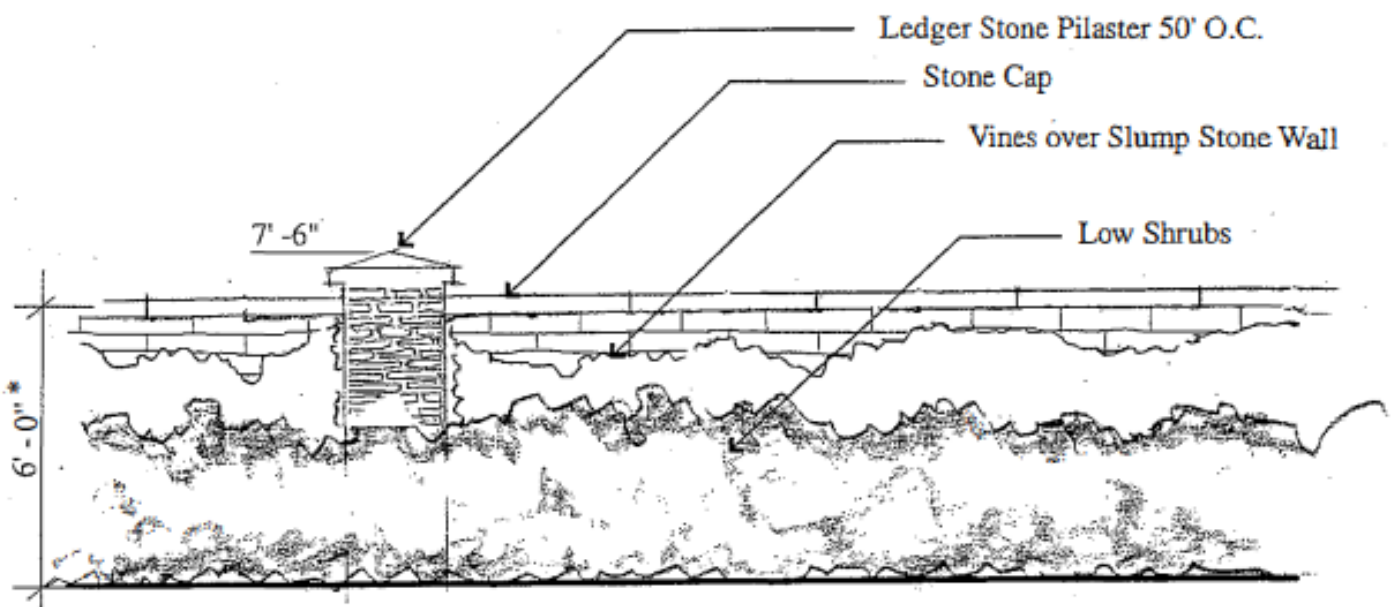 Ledger Stone Pilaster 50' O.C.
Stone Cap
Vines over Slump Stone Wall
Low Shrubs
7' -6"
6' - 0" *